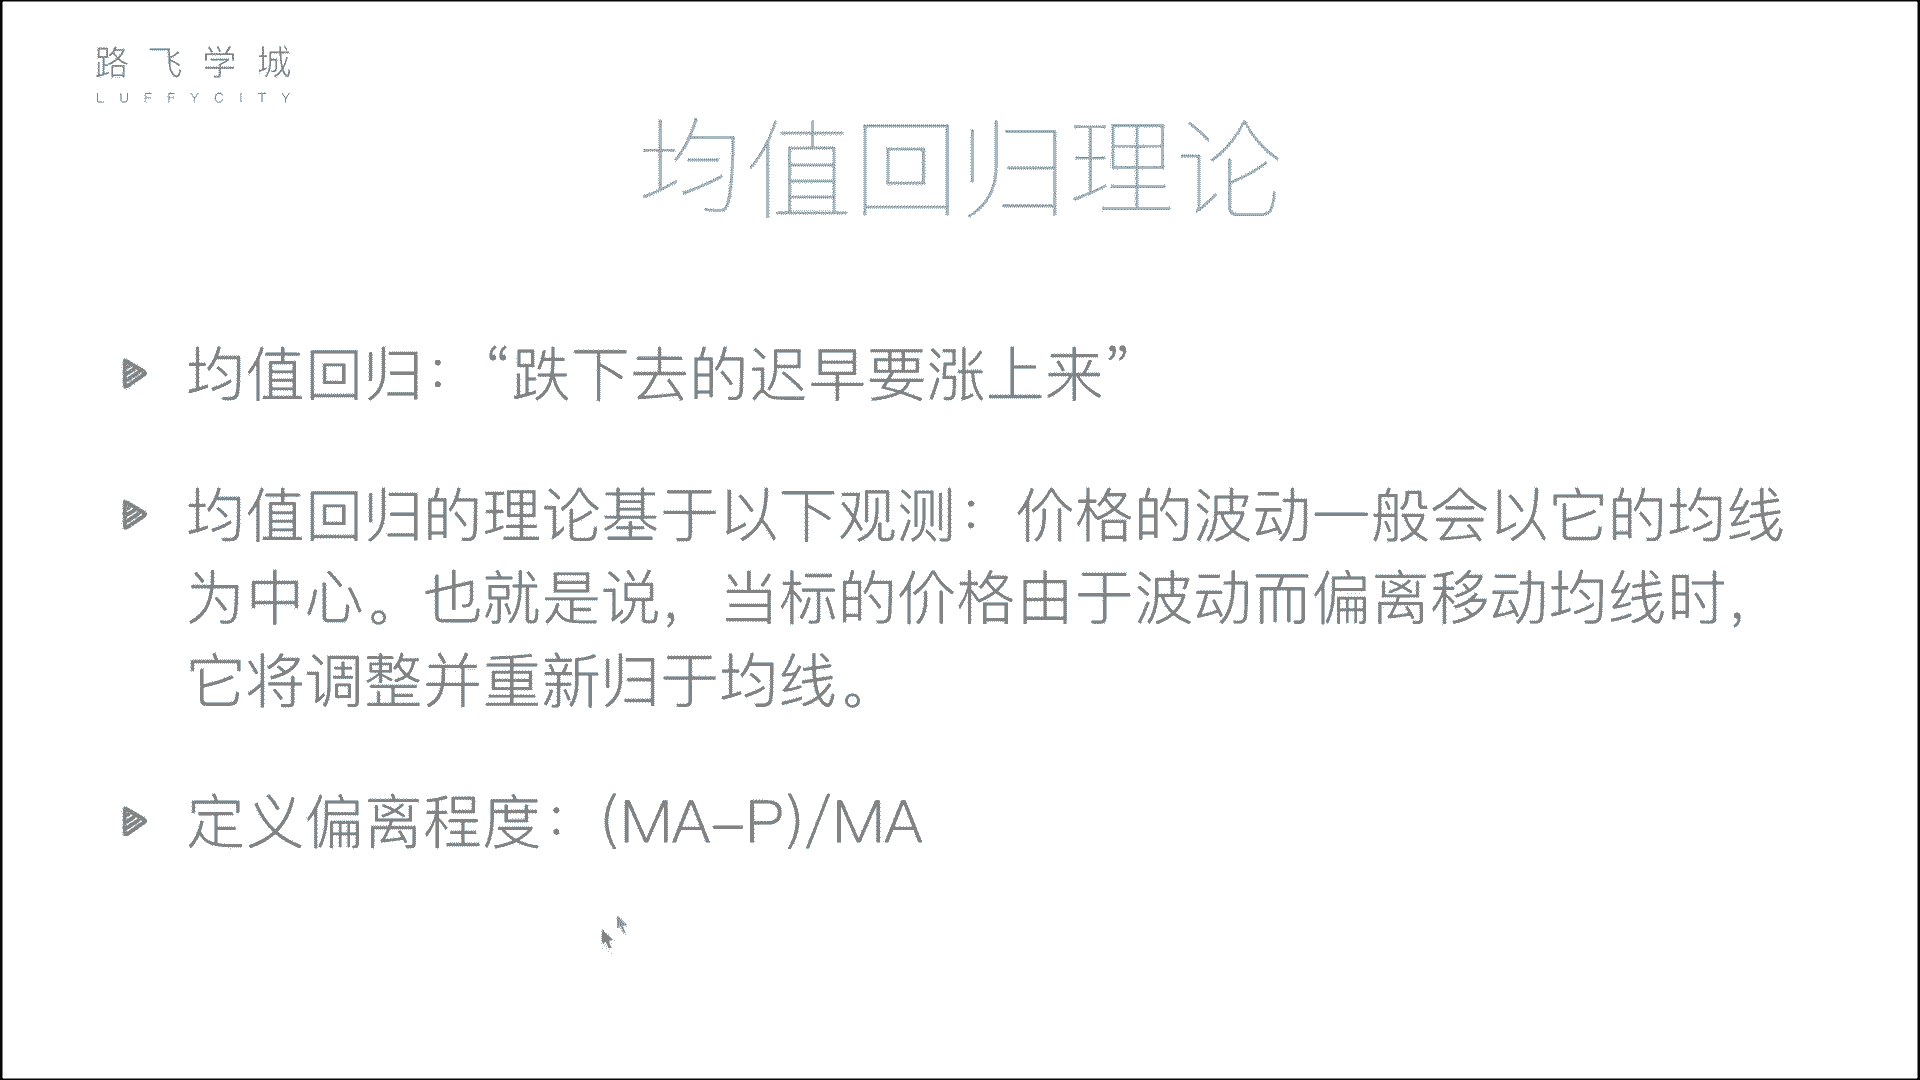 路飞学城
LUFFYCITY
均值回归理论
均值回归：“跌下去的迟早要涨上来”
均值回归的理论基于以下观测：价格的波动一般会以它的均线
为中心。也就是说，当标的价格由于波动而偏离移动均线时，
它将调整并重新归于均线。
定义偏离程度：(MA–P)/MA